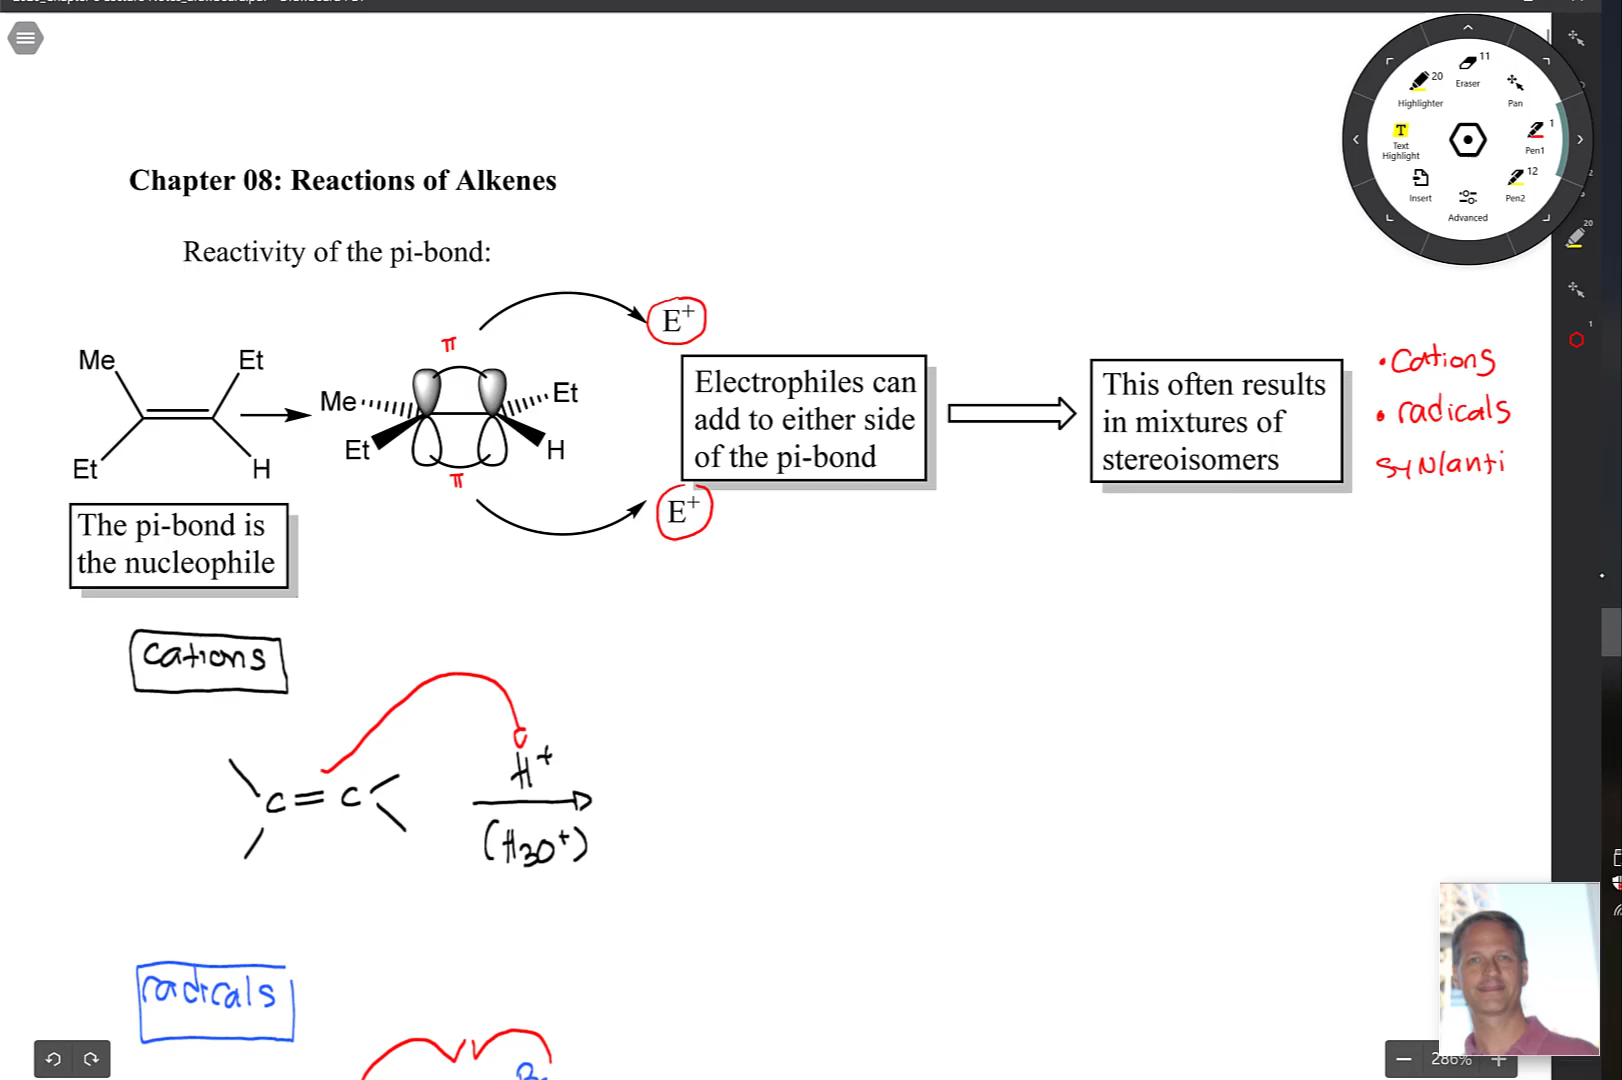 Chapter 08: Reactions of Alkenes
Reactivity of the pi-bond:
Me
Et
Et
H
π
Me
Et
Et
H
π
E+
E+
The pi-bond is
the nucleophile
Electrophiles can
add to either side
of the pi-bond
This often results
in mixtures of
stereoisomers
• Cations
• radicals
syn/anti
Cations
C = C
H+
(H3O+)
radicals
20
Highlighter
11
Eraser
Pan
T
Text
Highlight
1
Pen1
Insert
12
Pen2
Advanced
20
1
286%